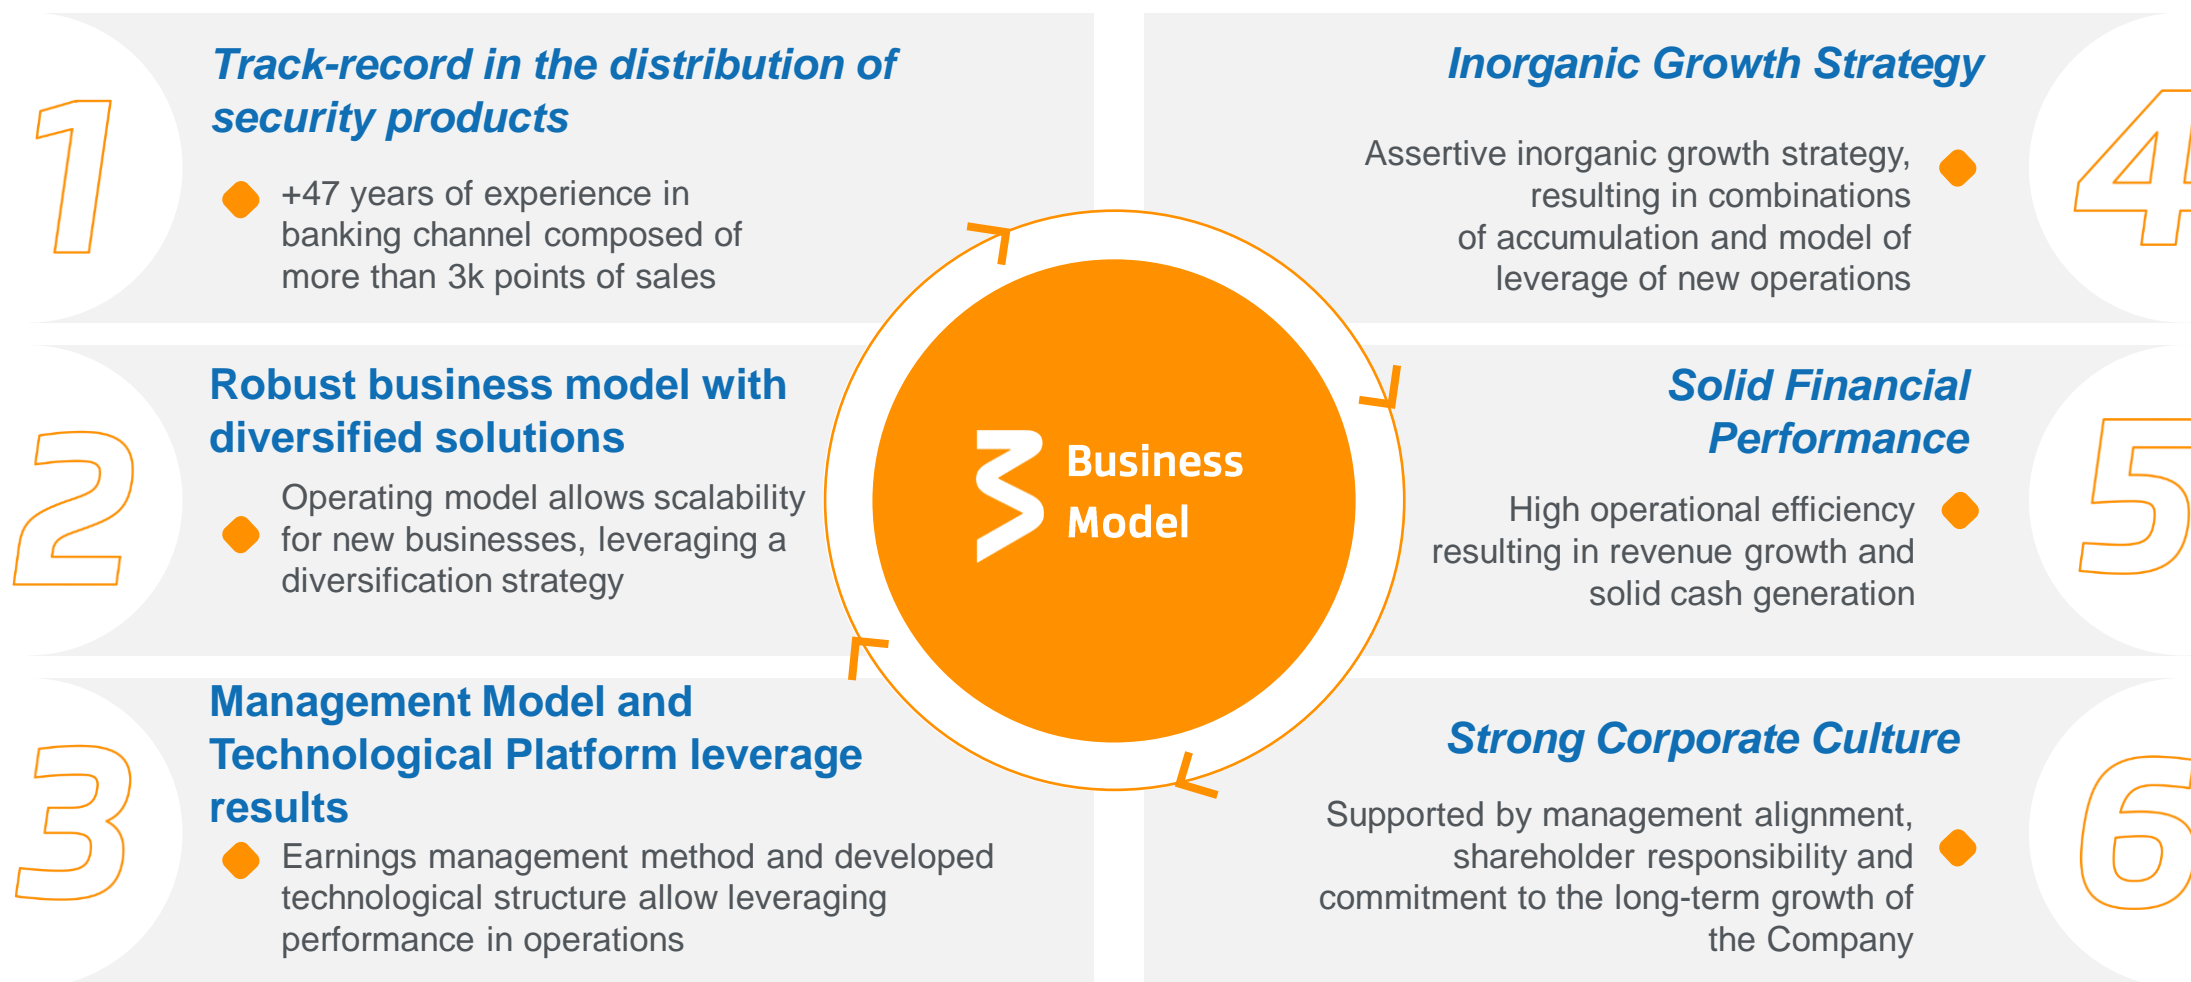 1
Track-record in the distribution of
security products
+47 years of experience in
banking channel composed of
more than 3k points of sales
2
Robust business model with
diversified solutions
Operating model allows scalability
for new businesses, leveraging a
diversification strategy
3
Management Model and
Technological Platform leverage
results
Earnings management method and developed
technological structure allow leveraging
performance in operations
Business
Model
4
Inorganic Growth Strategy
Assertive inorganic growth strategy,
resulting in combinations
of accumulation and model of
leverage of new operations
5
Solid Financial
Performance
High operational efficiency
resulting in revenue growth and
solid cash generation
6
Strong Corporate Culture
Supported by management alignment,
shareholder responsibility and
commitment to the long-term growth of
the Company